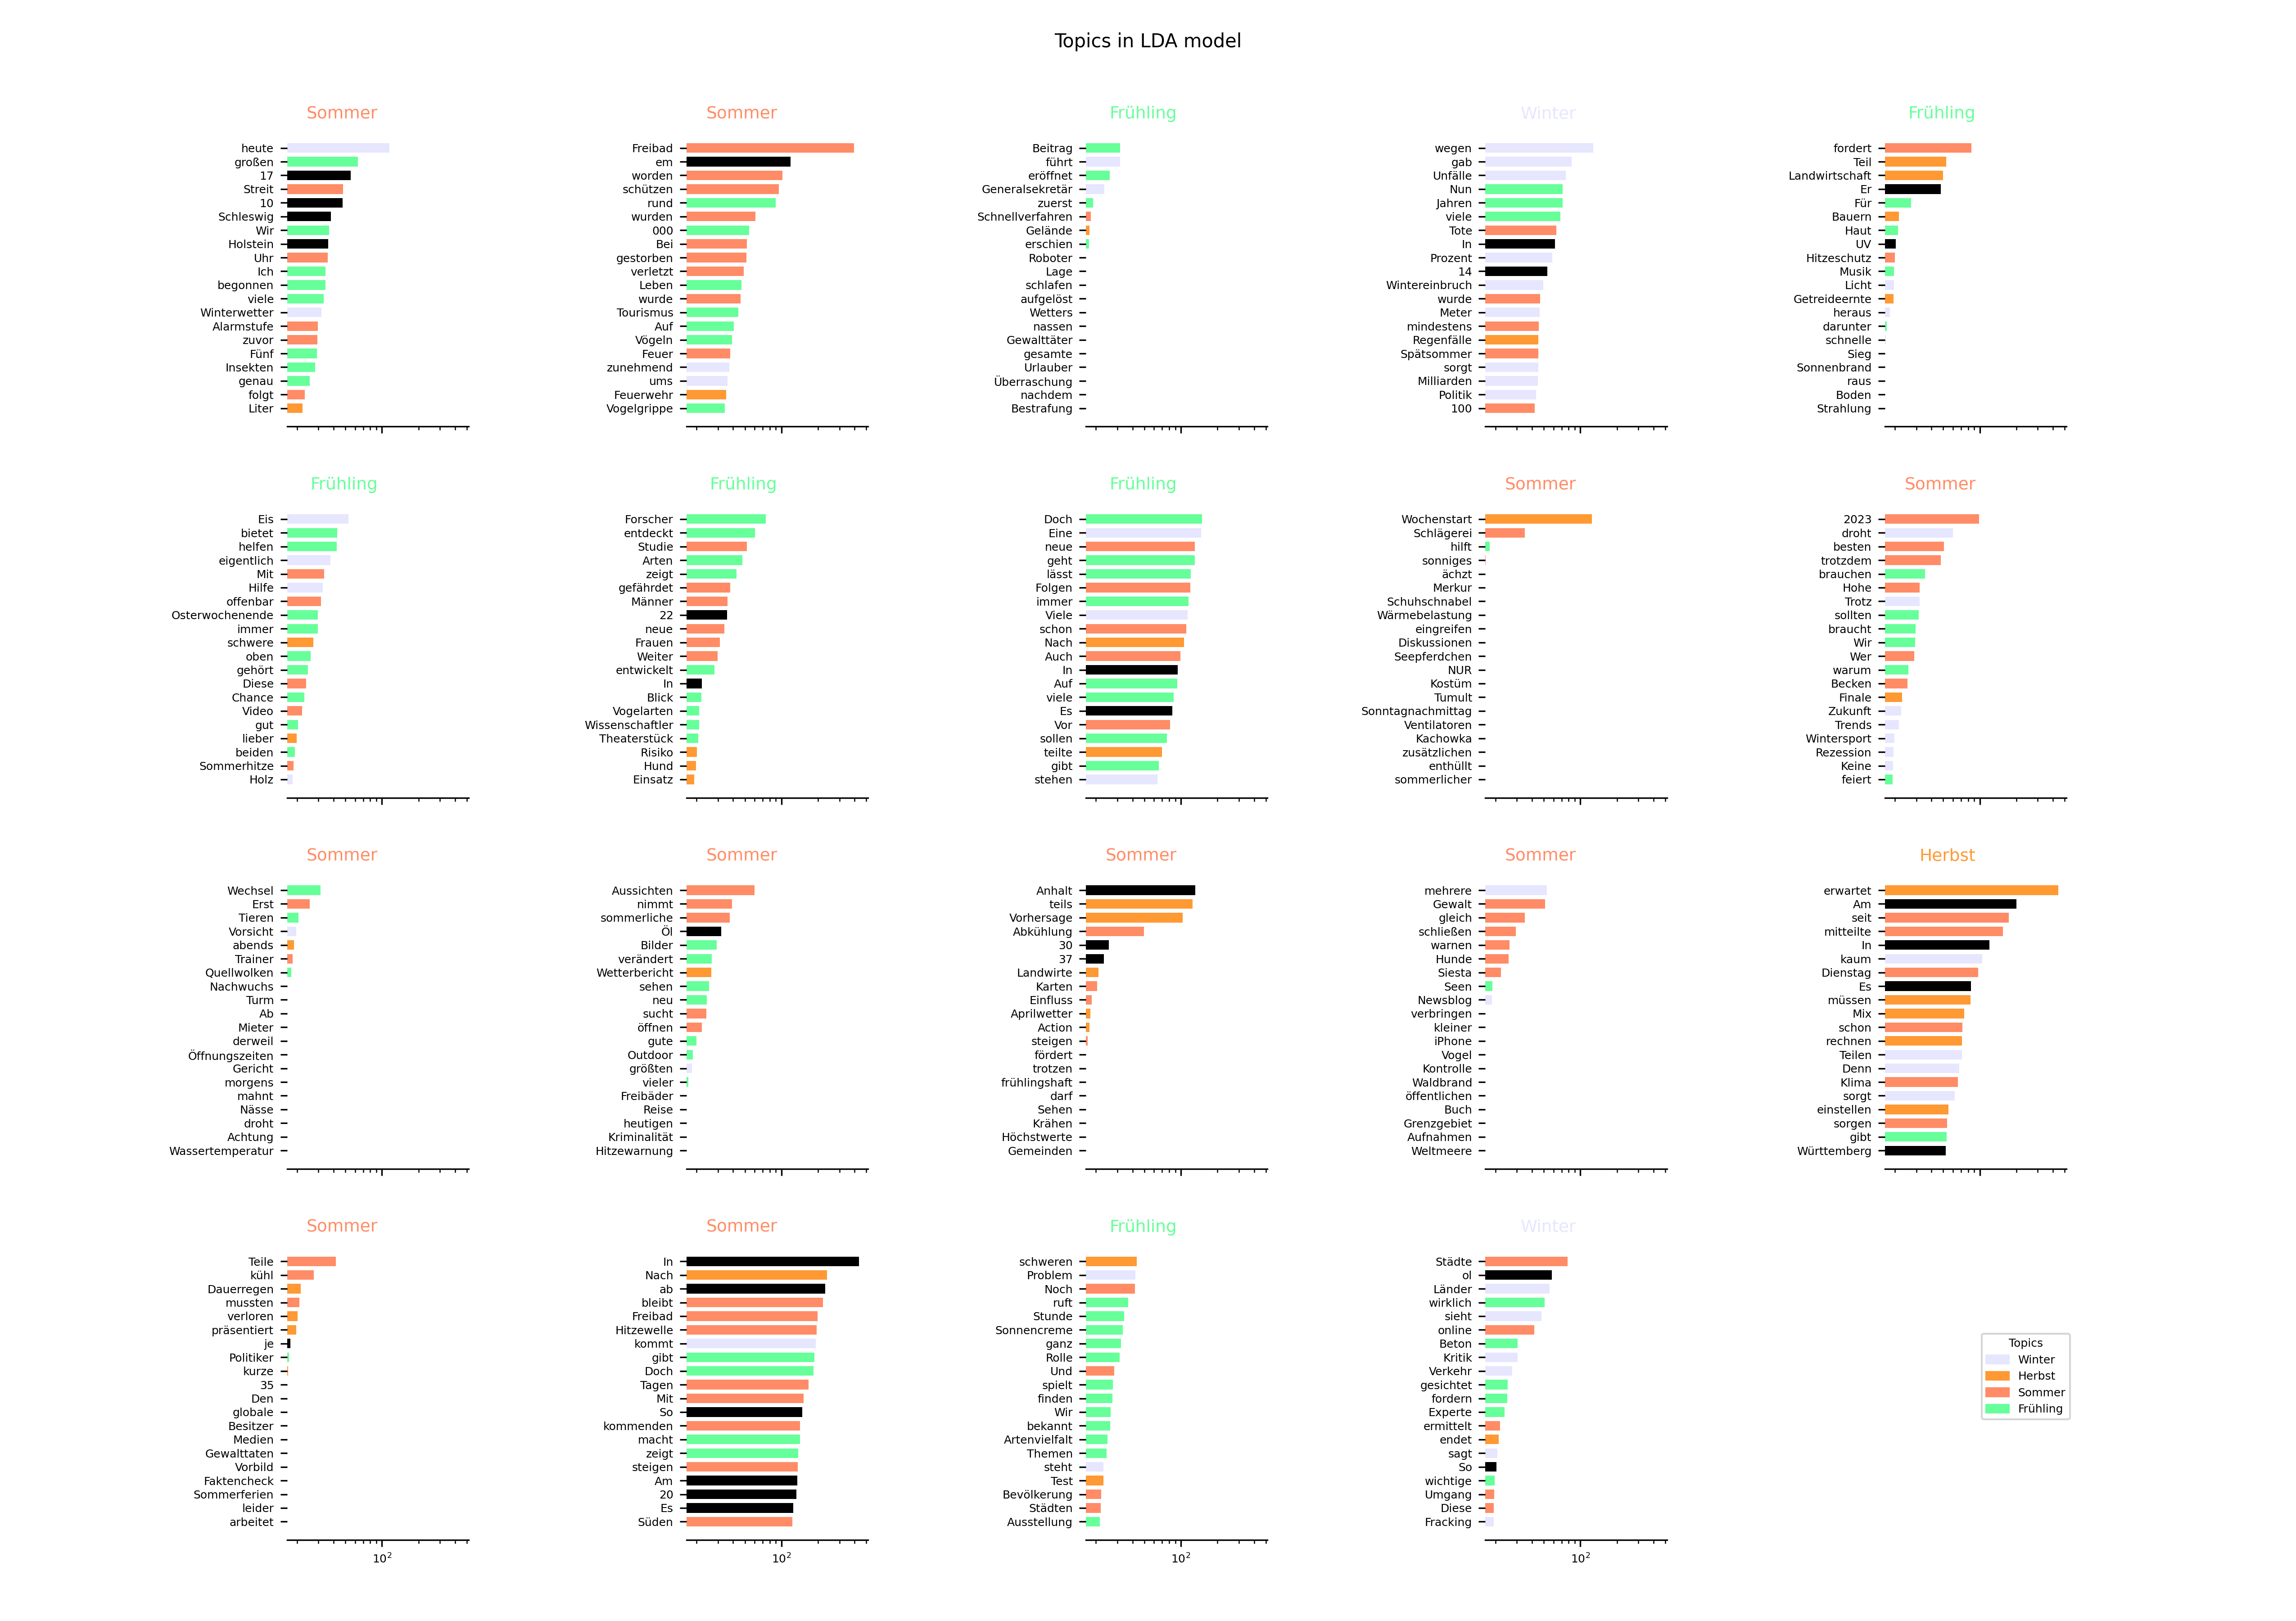 Topics in LDA model
Sommer
heute
großen
17
Streit
10
Schleswig
Wir
Holstein
Uhr
Ich
begonnen
viele
Winterwetter
Alarmstufe
zuvor
Fünf
Insekten
genau
folgt
Liter
Sommer
Freibad
em
worden
schützen
rund
wurden
000
Bei
gestorben
verletzt
Leben
wurde
Tourismus
Auf
Vögeln
Feuer
zunehmend
ums
Feuerwehr
Vogelgrippe
Frühling
Beitrag
führt
eröffnet
Generalsekretär
zuerst
Schnellverfahren
Gelände
erschien
Roboter
Lage
schlafen
aufgelöst
Wetters
nassen
Gewalttäter
gesamte
Urlauber
Überraschung
nachdem
Bestrafung
Winter
wegen
gab
Unfälle
Nun
Jahren
viele
Tote
In
Prozent
14
Wintereinbruch
wurde
Meter
mindestens
Regenfälle
Spätsommer
sorgt
Milliarden
Politik
100
Frühling
fordert
Teil
Landwirtschaft
Er
Für
Bauern
Haut
UV
Hitzeschutz
Musik
Licht
Getreideernte
heraus
darunter
schnelle
Sieg
Sonnenbrand
raus
Boden
Strahlung
Frühling
Eis
bietet
helfen
eigentlich
Mit
Hilfe
offenbar
Osterwochenende
immer
schwere
oben
gehört
Diese
Chance
Video
gut
lieber
beiden
Sommerhitze
Holz
Frühling
Forscher
entdeckt
Studie
Arten
zeigt
gefährdet
Männer
22
neue
Frauen
Weiter
entwickelt
In
Blick
Vogelarten
Wissenschaftler
Theaterstück
Risiko
Hund
Einsatz
Frühling
Doch
Eine
neue
geht
lässt
Folgen
immer
Viele
schon
Nach
Auch
In
Auf
viele
Es
Vor
sollen
teilte
gibt
stehen
Sommer
Wochenstart
Schlägerei
hilft
sonniges
ächzt
Merkur
Schuhschnabel
Wärmebelastung
eingreifen
Diskussionen
Seepferdchen
NUR
Kostüm
Tumult
Sonntagnachmittag
Ventilatoren
Kachowka
zusätzlichen
enthüllt
sommerlicher
Sommer
2023
droht
besten
trotzdem
brauchen
Hohe
Trotz
sollten
braucht
Wir
Wer
warum
Becken
Finale
Zukunft
Trends
Wintersport
Rezession
Keine
feiert
Sommer
Wechsel
Erst
Tieren
Vorsicht
abends
Trainer
Quellwolken
Nachwuchs
Turm
Ab
Mieter
derweil
Öffnungszeiten
Gericht
morgens
mahnt
Nässe
droht
Achtung
Wassertemperatur
Sommer
Aussichten
nimmt
sommerliche
Öl
Bilder
verändert
Wetterbericht
sehen
neu
sucht
öffnen
gute
Outdoor
größten
vieler
Freibäder
Reise
heutigen
Kriminalität
Hitzewarnung
Sommer
Anhalt
teils
Vorhersage
Abkühlung
30
37
Landwirte
Karten
Einfluss
Aprilwetter
Action
steigen
fördert
trotzen
frühlingshaft
darf
Sehen
Krähen
Höchstwerte
Gemeinden
Sommer
mehrere
Gewalt
gleich
schließen
warnen
Hunde
Siesta
Seen
Newsblog
verbringen
kleiner
iPhone
Vogel
Kontrolle
Waldbrand
öffentlichen
Buch
Grenzgebiet
Aufnahmen
Weltmeere
Herbst
erwartet
Am
seit
mitteilte
In
kaum
Dienstag
Es
müssen
Mix
schon
rechnen
Teilen
Denn
Klima
sorgt
einstellen
sorgen
gibt
Württemberg
Sommer
Teile
kühl
Dauerregen
mussten
verloren
präsentiert
je
Politiker
kurze
35
Den
globale
Besitzer
Medien
Gewalttaten
Vorbild
Faktencheck
Sommerferien
leider
arbeitet
10²
Sommer
In
Nach
ab
bleibt
Freibad
Hitzewelle
kommt
gibt
Doch
Tagen
Mit
So
kommenden
macht
zeigt
steigen
Am
20
Es
Süden
10²
Frühling
schweren
Problem
Noch
ruft
Stunde
Sonnencreme
ganz
Rolle
Und
spielt
finden
Wir
bekannt
Artenvielfalt
Themen
steht
Test
Bevölkerung
Städten
Ausstellung
10²
Winter
Städte
ol
Länder
wirklich
sieht
online
Beton
Kritik
Verkehr
gesichtet
fordern
Experte
ermittelt
endet
sagt
So
wichtige
Umgang
Diese
Fracking
10²
Topics
Winter
Herbst
Sommer
Frühling